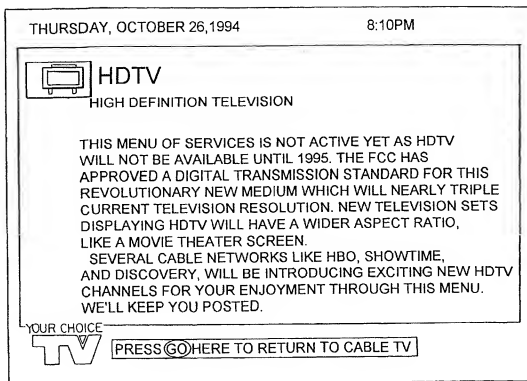 THURSDAY, OCTOBER 26,1994 8:10PM
HDTV
HIGH DEFINITION TELEVISION
THIS MENU OF SERVICES IS NOT ACTIVE YET AS HDTV
WILL NOT BE AVAILABLE UNTIL 1995. THE FCC HAS
APPROVED A DIGITAL TRANSMISSION STANDARD FOR THIS
REVOLUTIONARY NEW MEDIUM WHICH WILL NEARLY TRIPLE
CURRENT TELEVISION RESOLUTION. NEW TELEVISION SETS
DISPLAYING HDTV WILL HAVE A WIDER ASPECT RATIO,
LIKE A MOVIE THEATER SCREEN.
SEVERAL CABLE NETWORKS LIKE HBO, SHOWTIME,
AND DISCOVERY, WILL BE INTRODUCING EXCITING NEW HDTV
CHANNELS FOR YOUR ENJOYMENT THROUGH THIS MENU.
WE'LL KEEP YOU POSTED.
YOUR CHOICE
TV
PRESS GO HERE TO RETURN TO CABLE TV